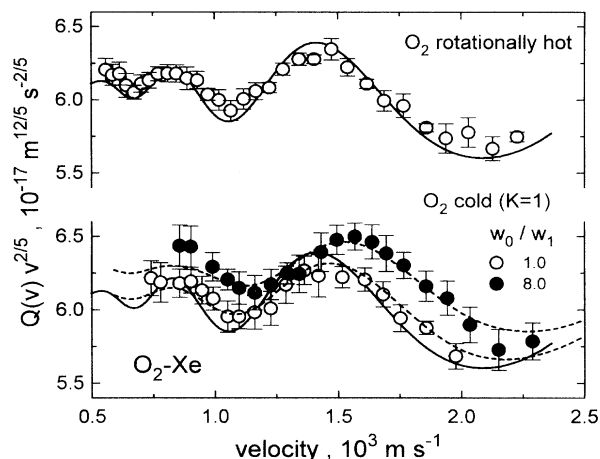 6.5
6.0
5.5
O₂ rotationally hot
Q(v) v^2/5 , 10^-17 m^12/5 s^-2/5
O₂ cold (K=1)
w₀ / w₁
1.0
8.0
6.5
6.0
5.5
O₂-Xe
0.5 1.0 1.5 2.0 2.5
velocity , 10³ m s^-1